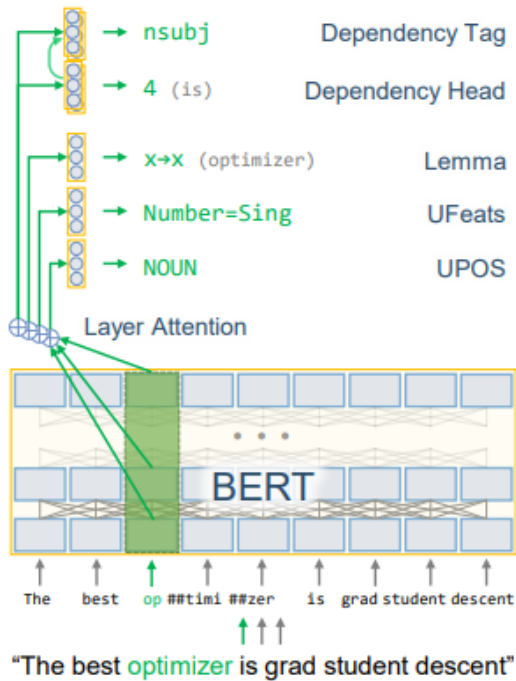 nsubj Dependency Tag
4 (is) Dependency Head
x→x (optimizer) Lemma
Number=Sing UFeats
NOUN UPOS
Layer Attention
BERT
The best op ##timi ##zer is grad student descent
“The best optimizer is grad student descent”